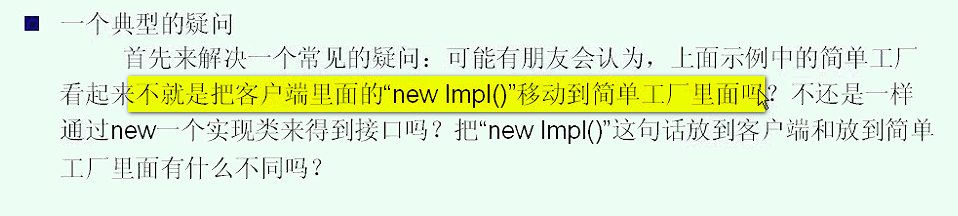 一个典型的疑问
首先来解决一个常见的疑问：可能有朋友会认为，上面示例中的简单工厂
看起来不就是把客户端里面的“new Impl()”移动到简单工厂里面吗？不还是一样
通过new一个实现类来得到接口吗？把“new Impl()”这句话放到客户端和放到简单
工厂里面有什么不同吗？